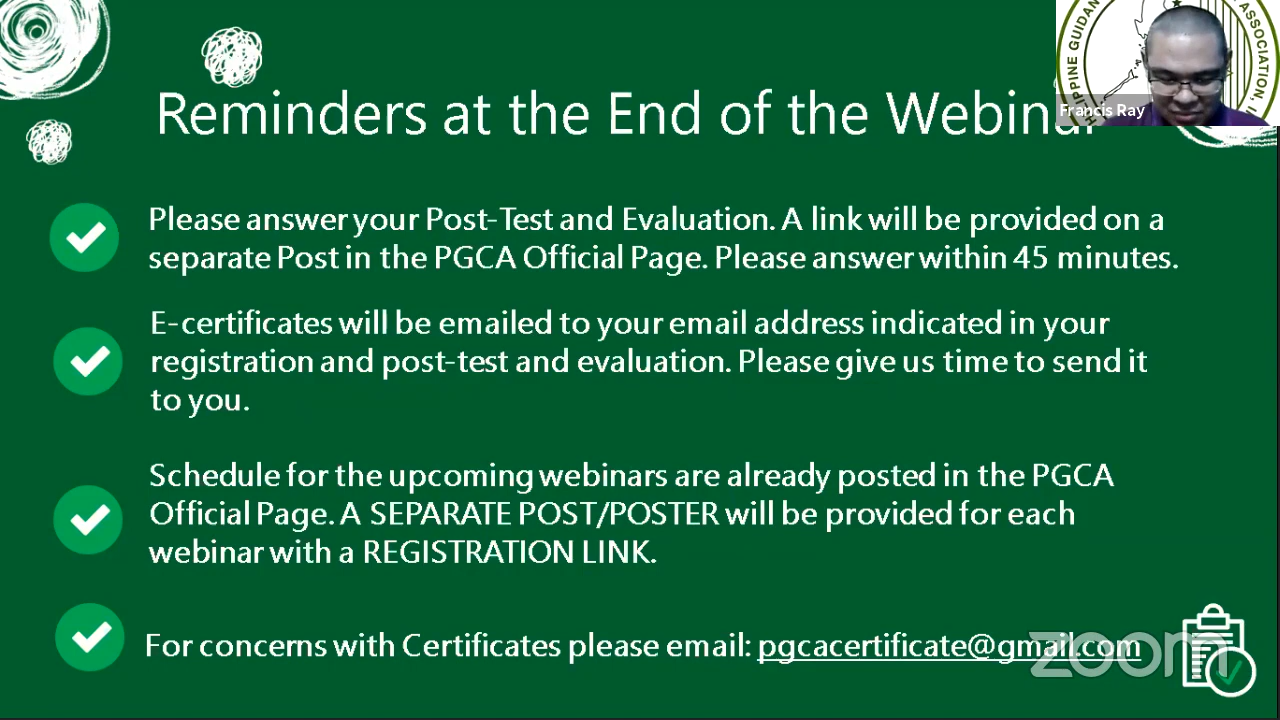 Reminders at the End of the Webinar
Francis Ray
Please answer your Post-Test and Evaluation. A link will be provided on a
separate Post in the PGCA Official Page. Please answer within 45 minutes.
E-certificates will be emailed to your email address indicated in your
registration and post-test and evaluation. Please give us time to send it
to you.
Schedule for the upcoming webinars are already posted in the PGCA
Official Page. A SEPARATE POST/POSTER will be provided for each
webinar with a REGISTRATION LINK.
For concerns with Certificates please email: pgcacertificate@gmail.com
zoom